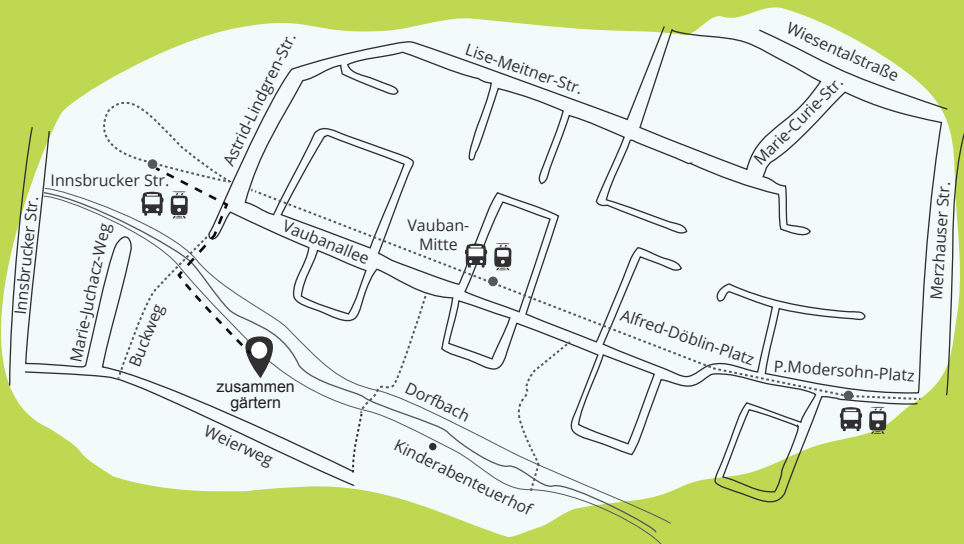 Wiesentalstraße
Lise-Meitner-Str.
Astrid-Lindgren-Str.
Marie-Curie-Str.
Innsbrucker Str.
Innsbrucker Str.
Merzhauser Str.
Vauban-
Mitte
Vaubanallee
Marie-Juchacz-Weg
Buckweg
Alfred-Döblin-Platz
P.Modersohn-Platz
zusammen
gärtern
Dorfbach
Weierweg
Kinderabenteuerhof